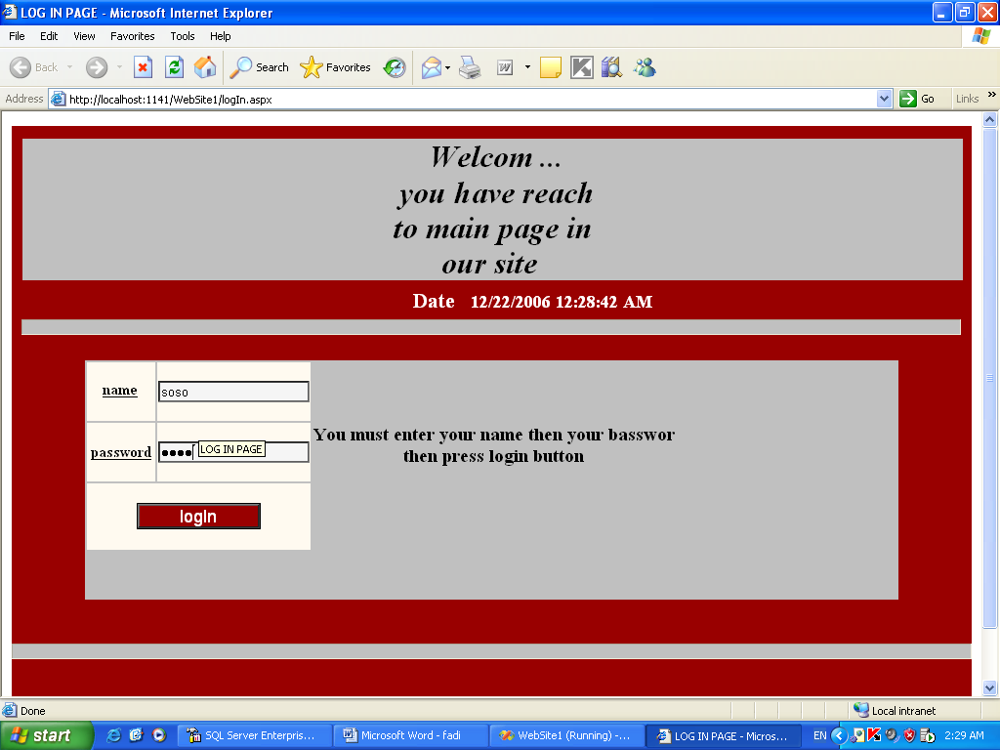 LOG IN PAGE - Microsoft Internet Explorer
File Edit View Favorites Tools Help
Back Search Favorites
Address http://localhost:1141/WebSite1/logIn.aspx Go Links »
Welcom ...
you have reach
to main page in
our site
Date 12/22/2006 12:28:42 AM
name soso
You must enter your name then your basswor
password ••••
LOG IN PAGE
then press login button
logIn
Done Local intranet
start SQL Server Enterpris... Microsoft Word - fadi WebSite1 (Running) -... LOG IN PAGE - Micros... EN 2:29 AM